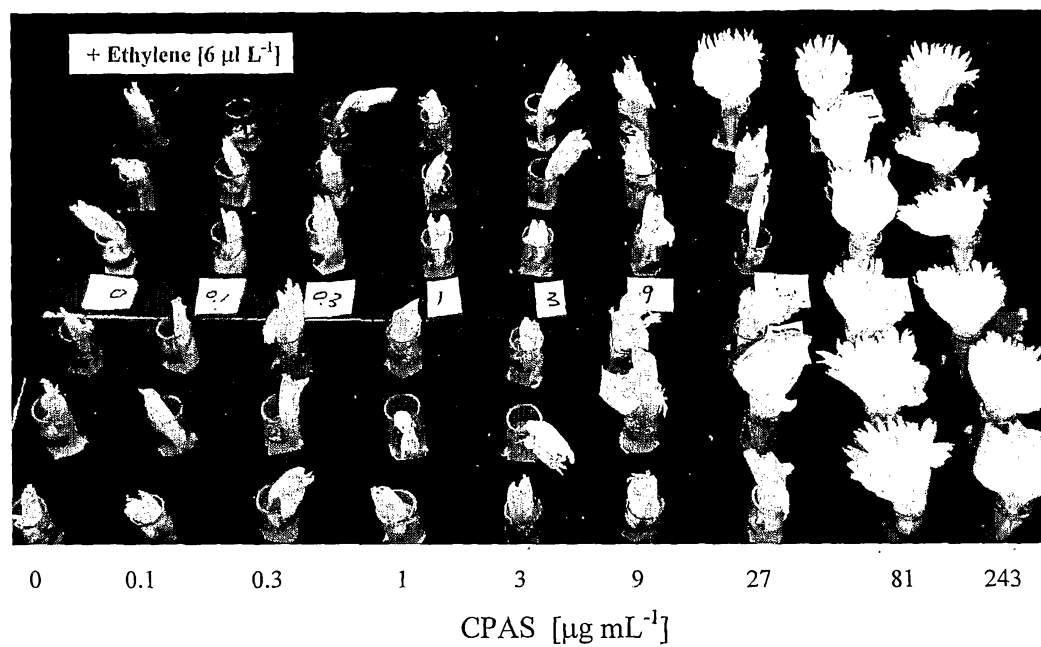 + Ethylene [6 µl L⁻¹]
0 0.1 0.3 1 3 9
0 0.1 0.3 1 3 9 27 81 243
CPAS [µg mL⁻¹]